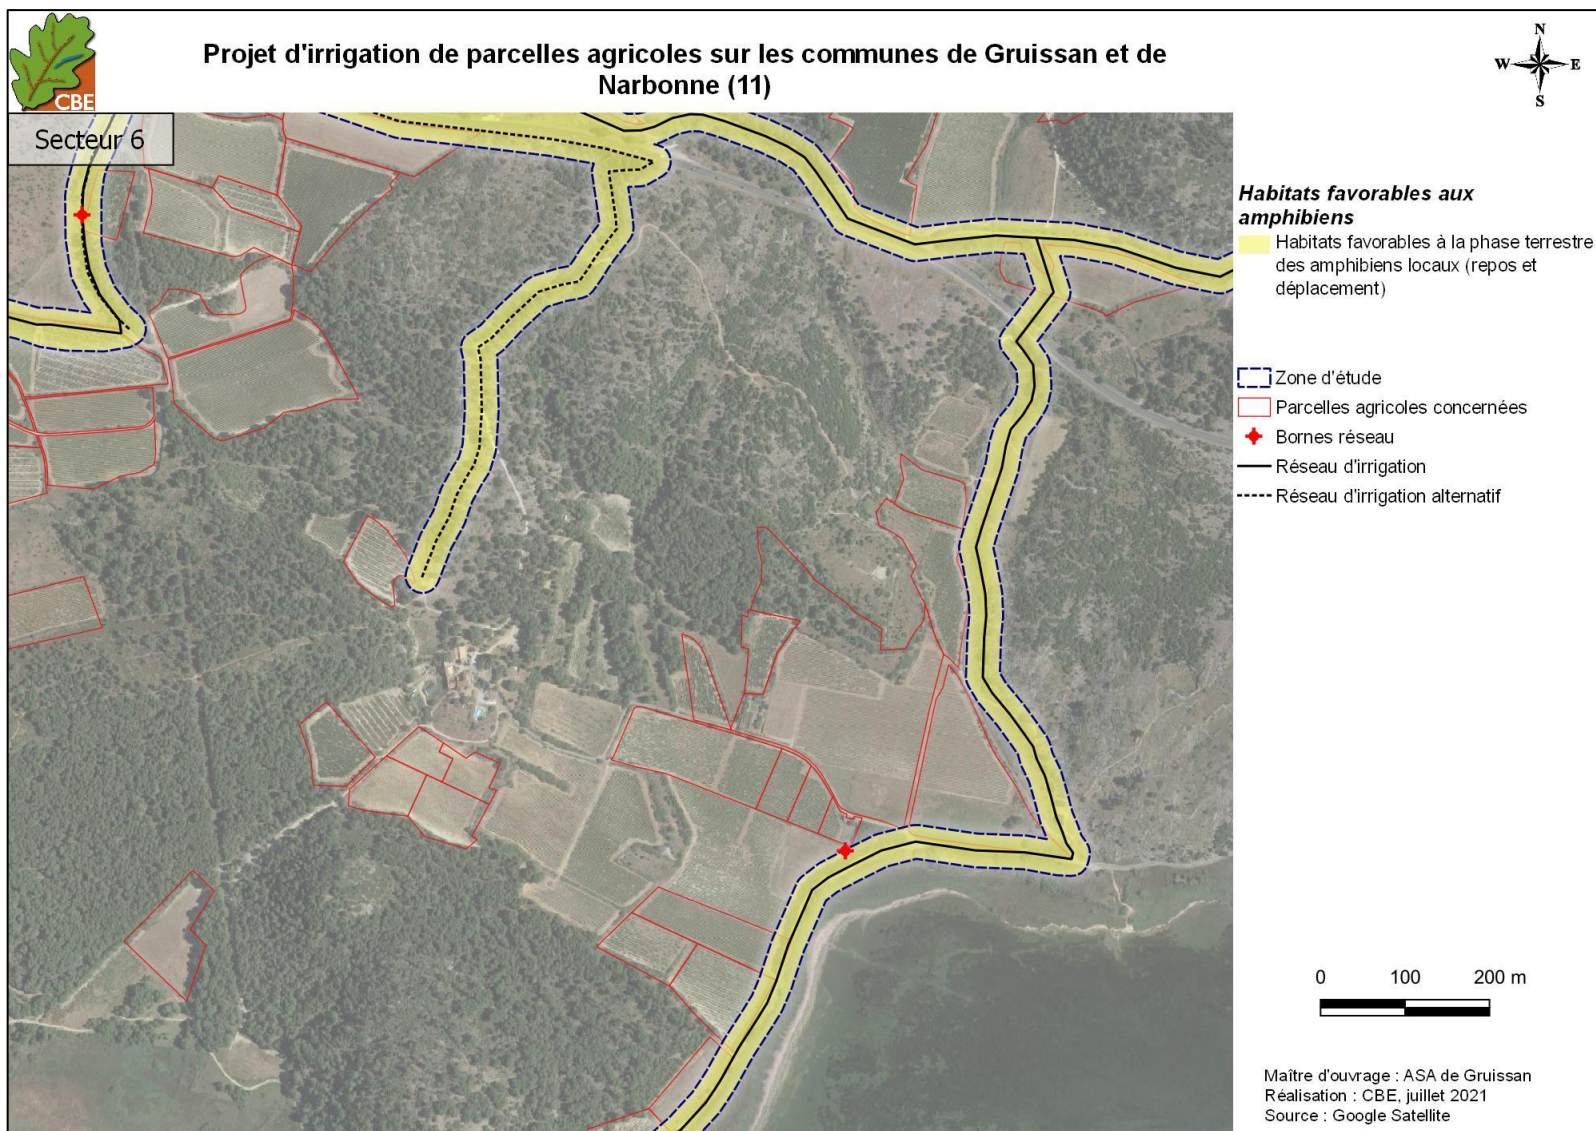 Projet d'irrigation de parcelles agricoles sur les communes de Gruissan et de
Narbonne (11)
CBE
N
W E
S
Secteur 6
Habitats favorables aux
amphibiens
Habitats favorables à la phase terrestre
des amphibiens locaux (repos et
déplacement)
Zone d'étude
Parcelles agricoles concernées
Bornes réseau
Réseau d'irrigation
Réseau d'irrigation alternatif
0 100 200 m
Maître d'ouvrage : ASA de Gruissan
Réalisation : CBE, juillet 2021
Source : Google Satellite